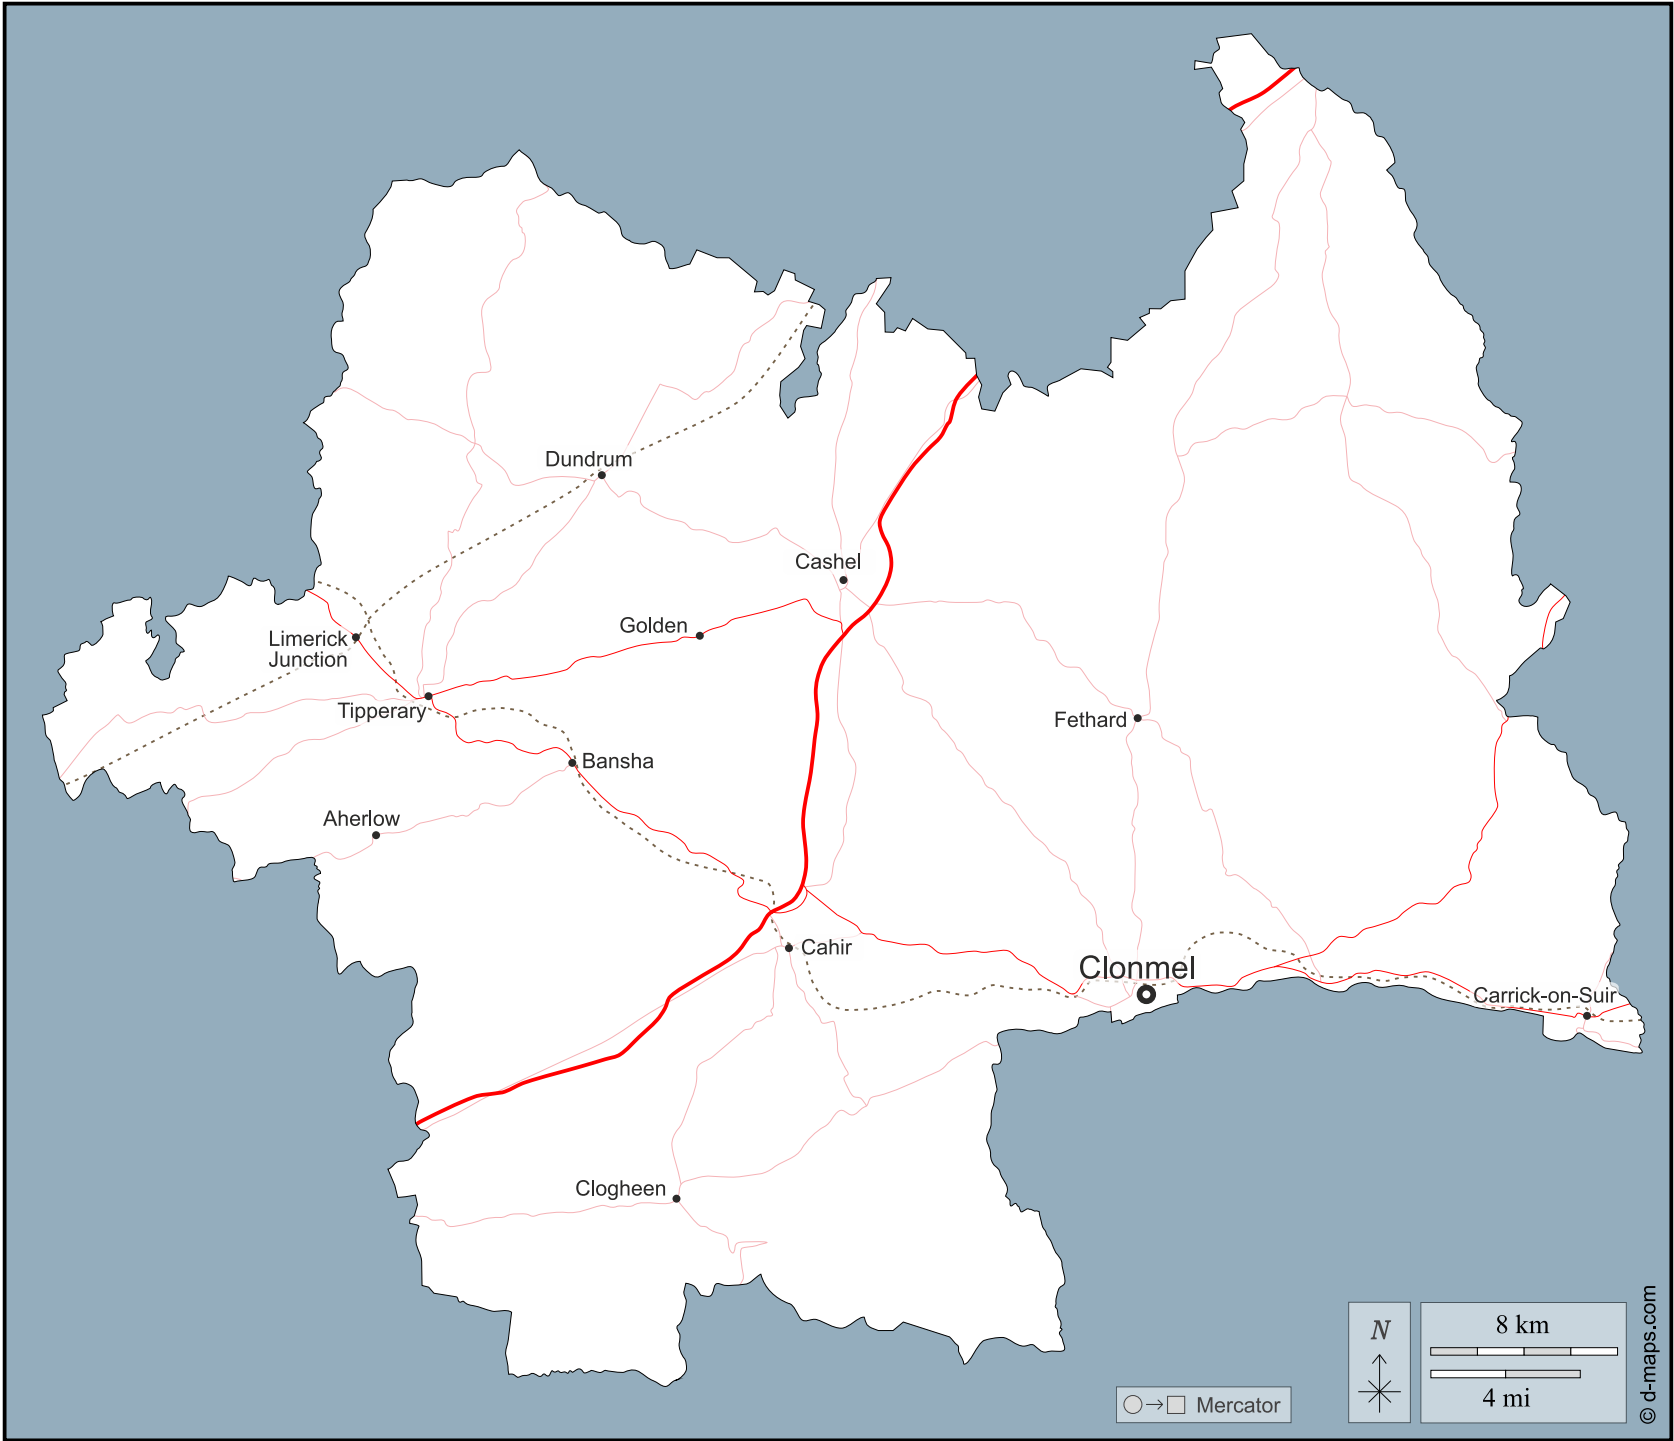 Dundrum
Cashel
Golden
Limerick
Junction
Tipperary
Fethard
Bansha
Aherlow
Cahir
Clonmel
Carrick-on-Suir
Clogheen
N
8 km
4 mi
Mercator
© d-maps.com